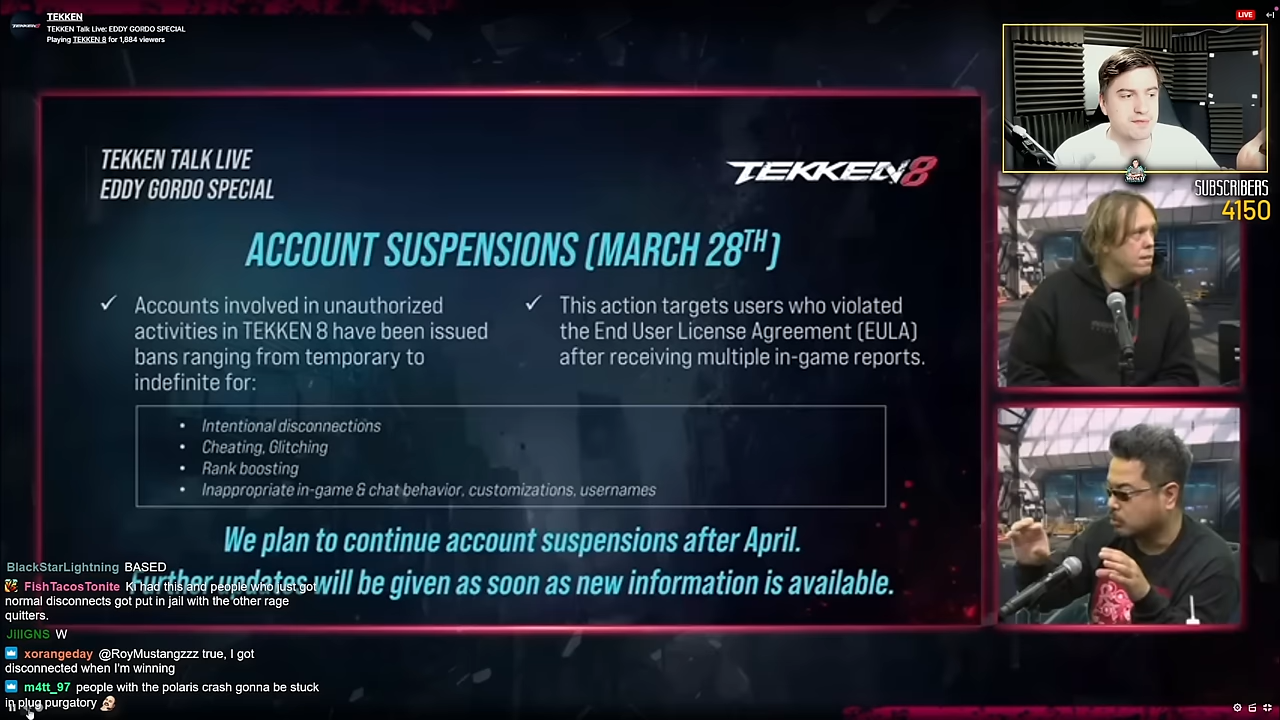 TEKKEN
TEKKEN Talk Live: EDDY GORDO SPECIAL
Playing TEKKEN 8 for 1,884 viewers
LIVE
TEKKEN TALK LIVE
EDDY GORDO SPECIAL
TEKKEN 8
SUBSCRIBERS
4150
ACCOUNT SUSPENSIONS (MARCH 28TH)
Accounts involved in unauthorized
activities in TEKKEN 8 have been issued
bans ranging from temporary to
indefinite for:
This action targets users who violated
the End User License Agreement (EULA)
after receiving multiple in-game reports.
• Intentional disconnections
• Cheating, Glitching
• Rank boosting
• Inappropriate in-game & chat behavior, customizations, usernames
We plan to continue account suspensions after April.
will be given as soon as new information is available.
BlackStarLightning BASED
FishTacosTonite Ki had this and people who just got
normal disconnects got put in jail with the other rage
quitters.
JillGNS W
xorangeday @RoyMustangzzz true, I got
disconnected when I'm winning
m4tt_97 people with the polaris crash gonna be stuck
in plug purgatory